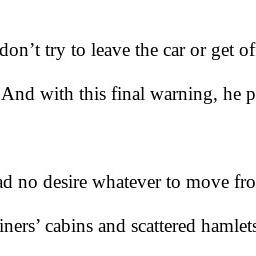 don’t try to leave the car or get of
And with this final warning, he p
no desire whatever to move fro
iners’ cabins and scattered hamlets